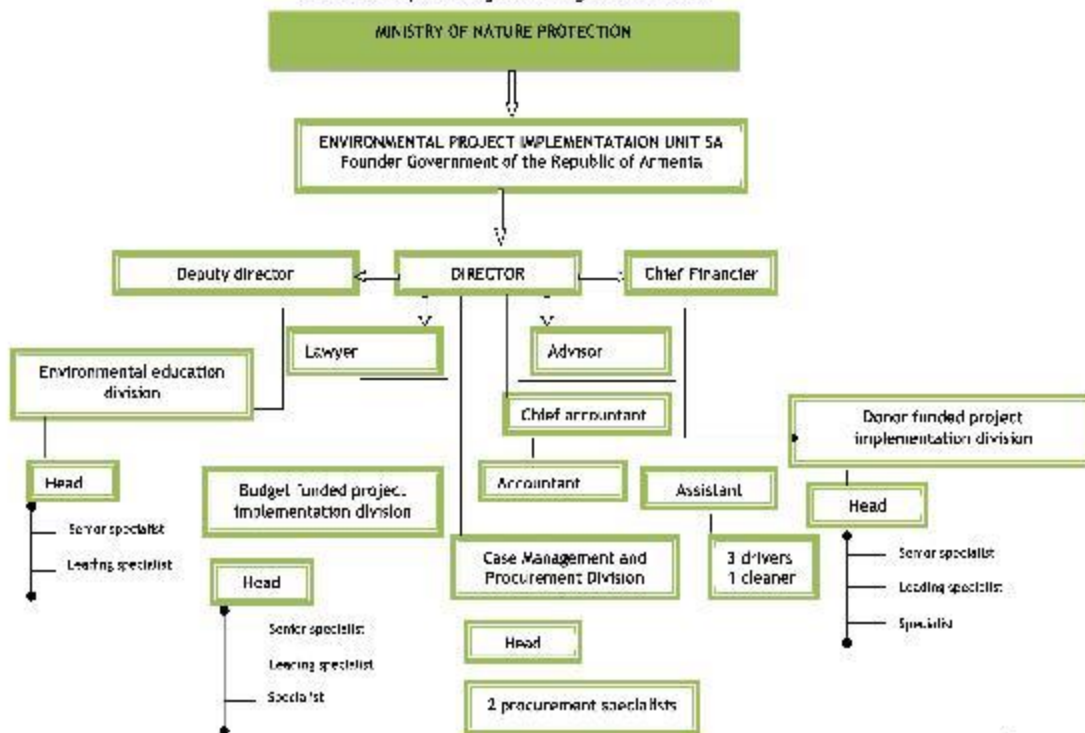 MINISTRY OF NATURE PROTECTION
ENVIRONMENTAL PROJECT IMPLEMENTATAION UNIT SA
Founder Government of the Republic of Armenia
Deputy director
DIRECTOR
Chief Financier
Lawyer
Advisor
Environmental education
division
Chief accountant
Donor funded project
implementation division
Head
Budget funded project
implementation division
Accountant
Assistant
Head
Senior specialist
Leading specialist
Case Management and
Procurement Division
3 drivers
1 cleaner
Senior specialist
Leading specialist
Specialist
Head
Senior specialist
Leading specialist
Specialist
Head
2 procurement specialists